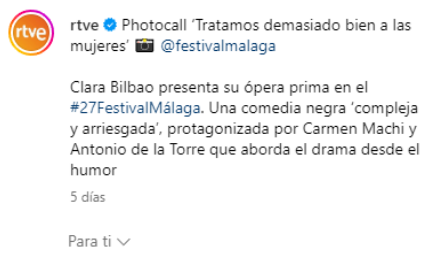 rtve
rtve Photocall ‘Tratamos demasiado bien a las
mujeres’ 📷 @festivalmalaga
Clara Bilbao presenta su ópera prima en el
#27FestivalMálaga. Una comedia negra ‘compleja
y arriesgada’, protagonizada por Carmen Machi y
Antonio de la Torre que aborda el drama desde el
humor
5 días
Para ti